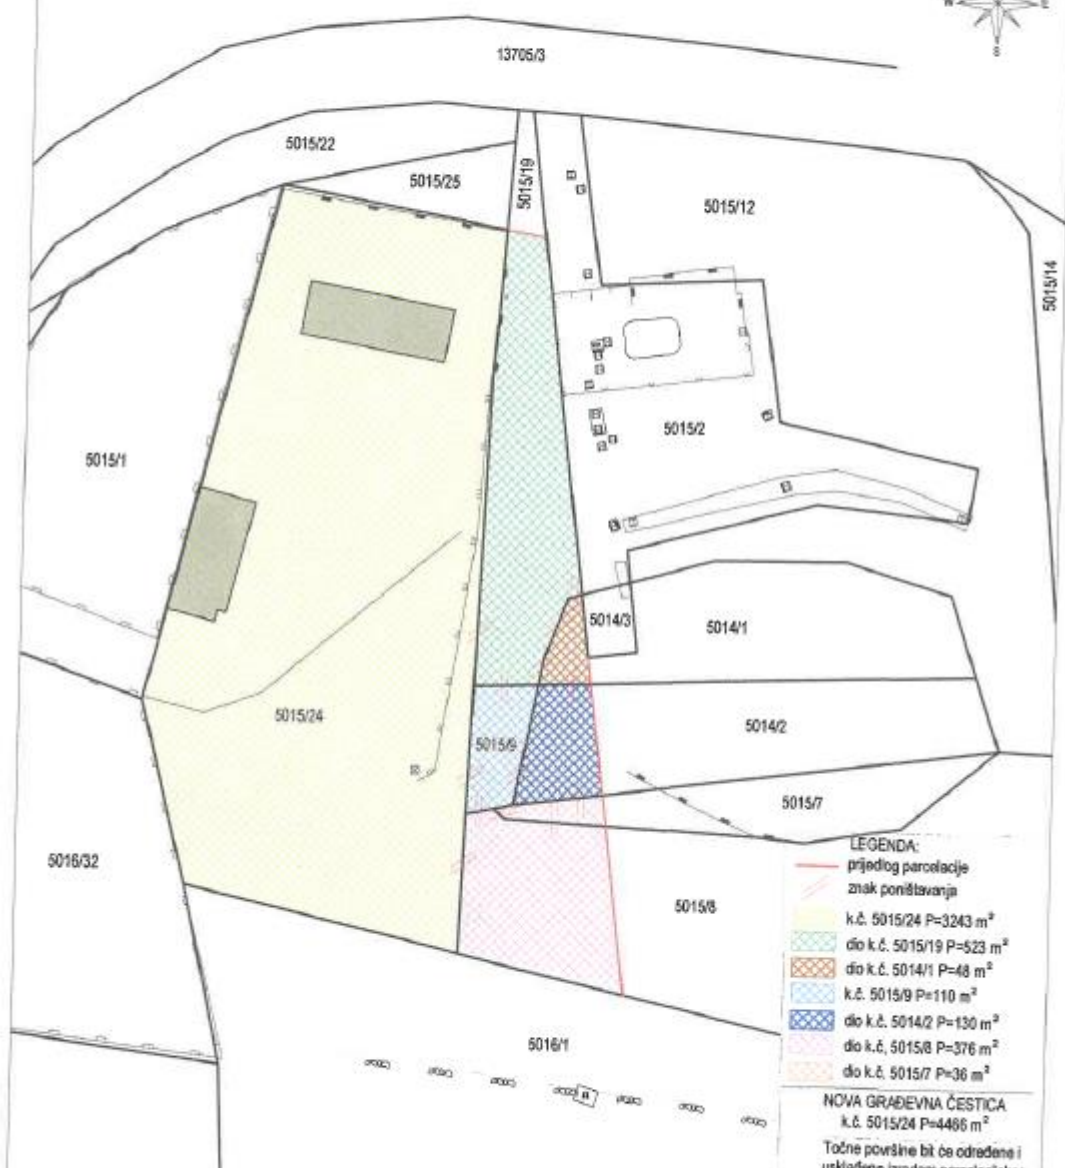 S
13705/3
5015/22
5015/25
5015/19
5015/12
5015/14
5015/1
5015/2
5014/3
5014/1
5015/24
5015/9
5014/2
5015/7
5016/32
5015/8
5016/1
LEGENDA:
prijedlog parcelacije
znak poništavanja
k.č. 5015/24 P=3243 m²
dio k.č. 5015/19 P=523 m²
dio k.č. 5014/1 P=48 m²
k.č. 5015/9 P=110 m²
dio k.č. 5014/2 P=130 m²
dio k.č. 5015/8 P=376 m²
dio k.č. 5015/7 P=36 m²
NOVA GRAĐEVNA ČESTICA
k.č. 5015/24 P=4466 m²
Točne površine bit će određene i